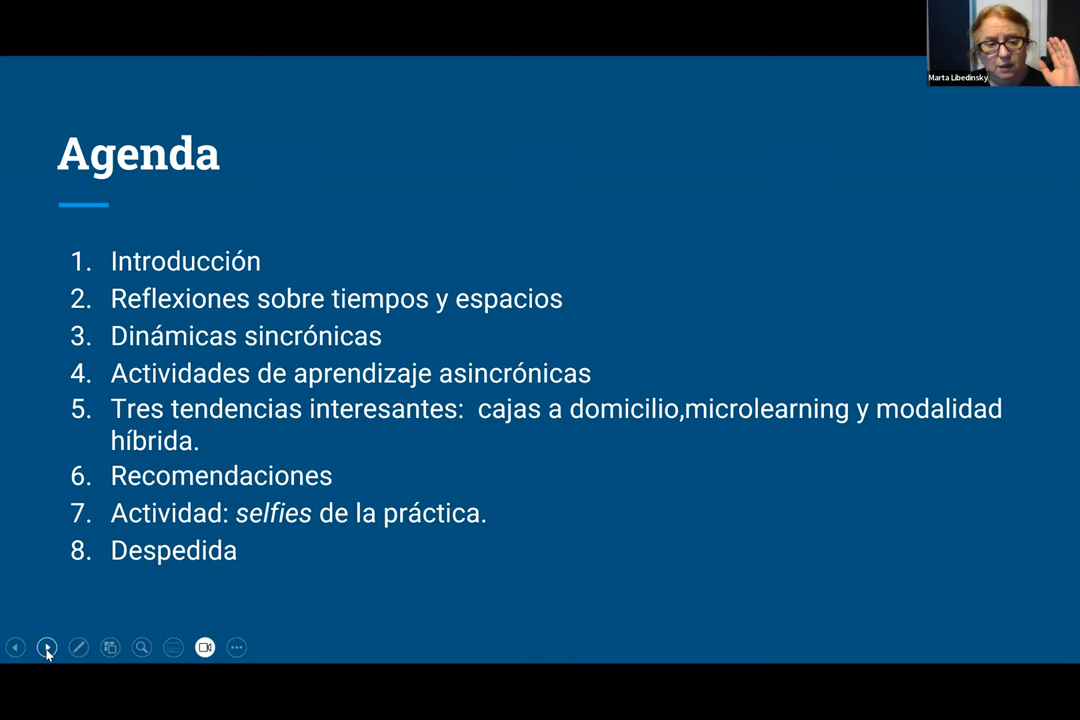 Marta Libedinsky
Agenda
1. Introducción
2. Reflexiones sobre tiempos y espacios
3. Dinámicas sincrónicas
4. Actividades de aprendizaje asincrónicas
5. Tres tendencias interesantes:  cajas a domicilio,microlearning y modalidad
híbrida.
6. Recomendaciones
7. Actividad: selfies de la práctica.
8. Despedida